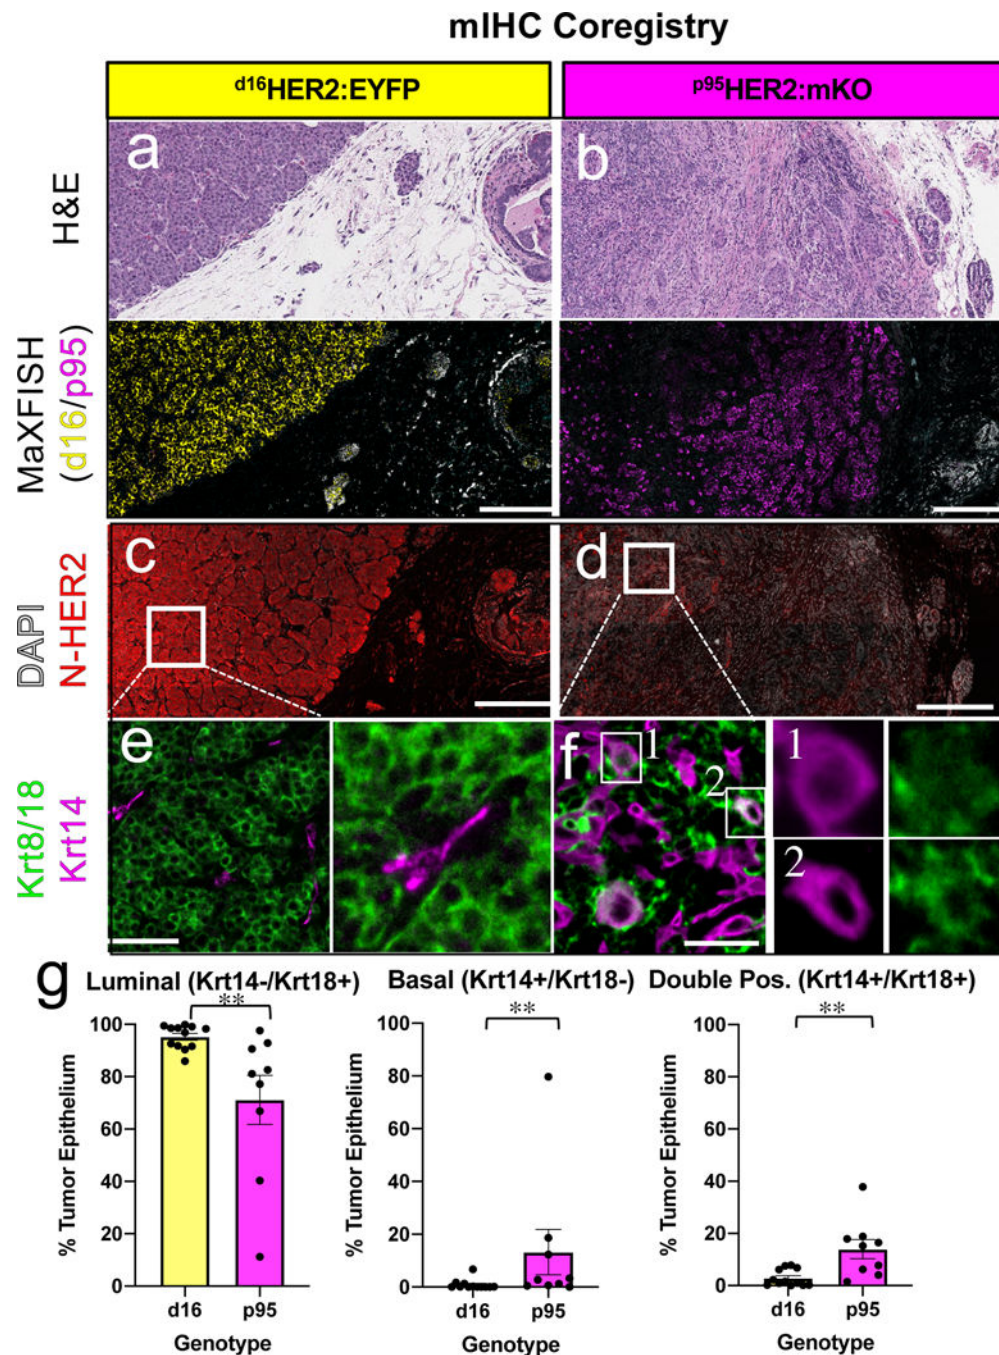 mIHC Coregistry
d16HER2:EYFP
p95HER2:mKO
H&E
a
b
MaXFISH
(d16/p95)
DAPI
N-HER2
c
d
Krt8/18
Krt14
e
f
1
2
1
2
g
Luminal (Krt14-/Krt18+)
**
% Tumor Epithelium
100
80
60
40
20
0
d16
p95
Genotype
Basal (Krt14+/Krt18-)
**
% Tumor Epithelium
100
80
60
40
20
0
d16
p95
Genotype
Double Pos. (Krt14+/Krt18+)
**
% Tumor Epithelium
100
80
60
40
20
0
d16
p95
Genotype